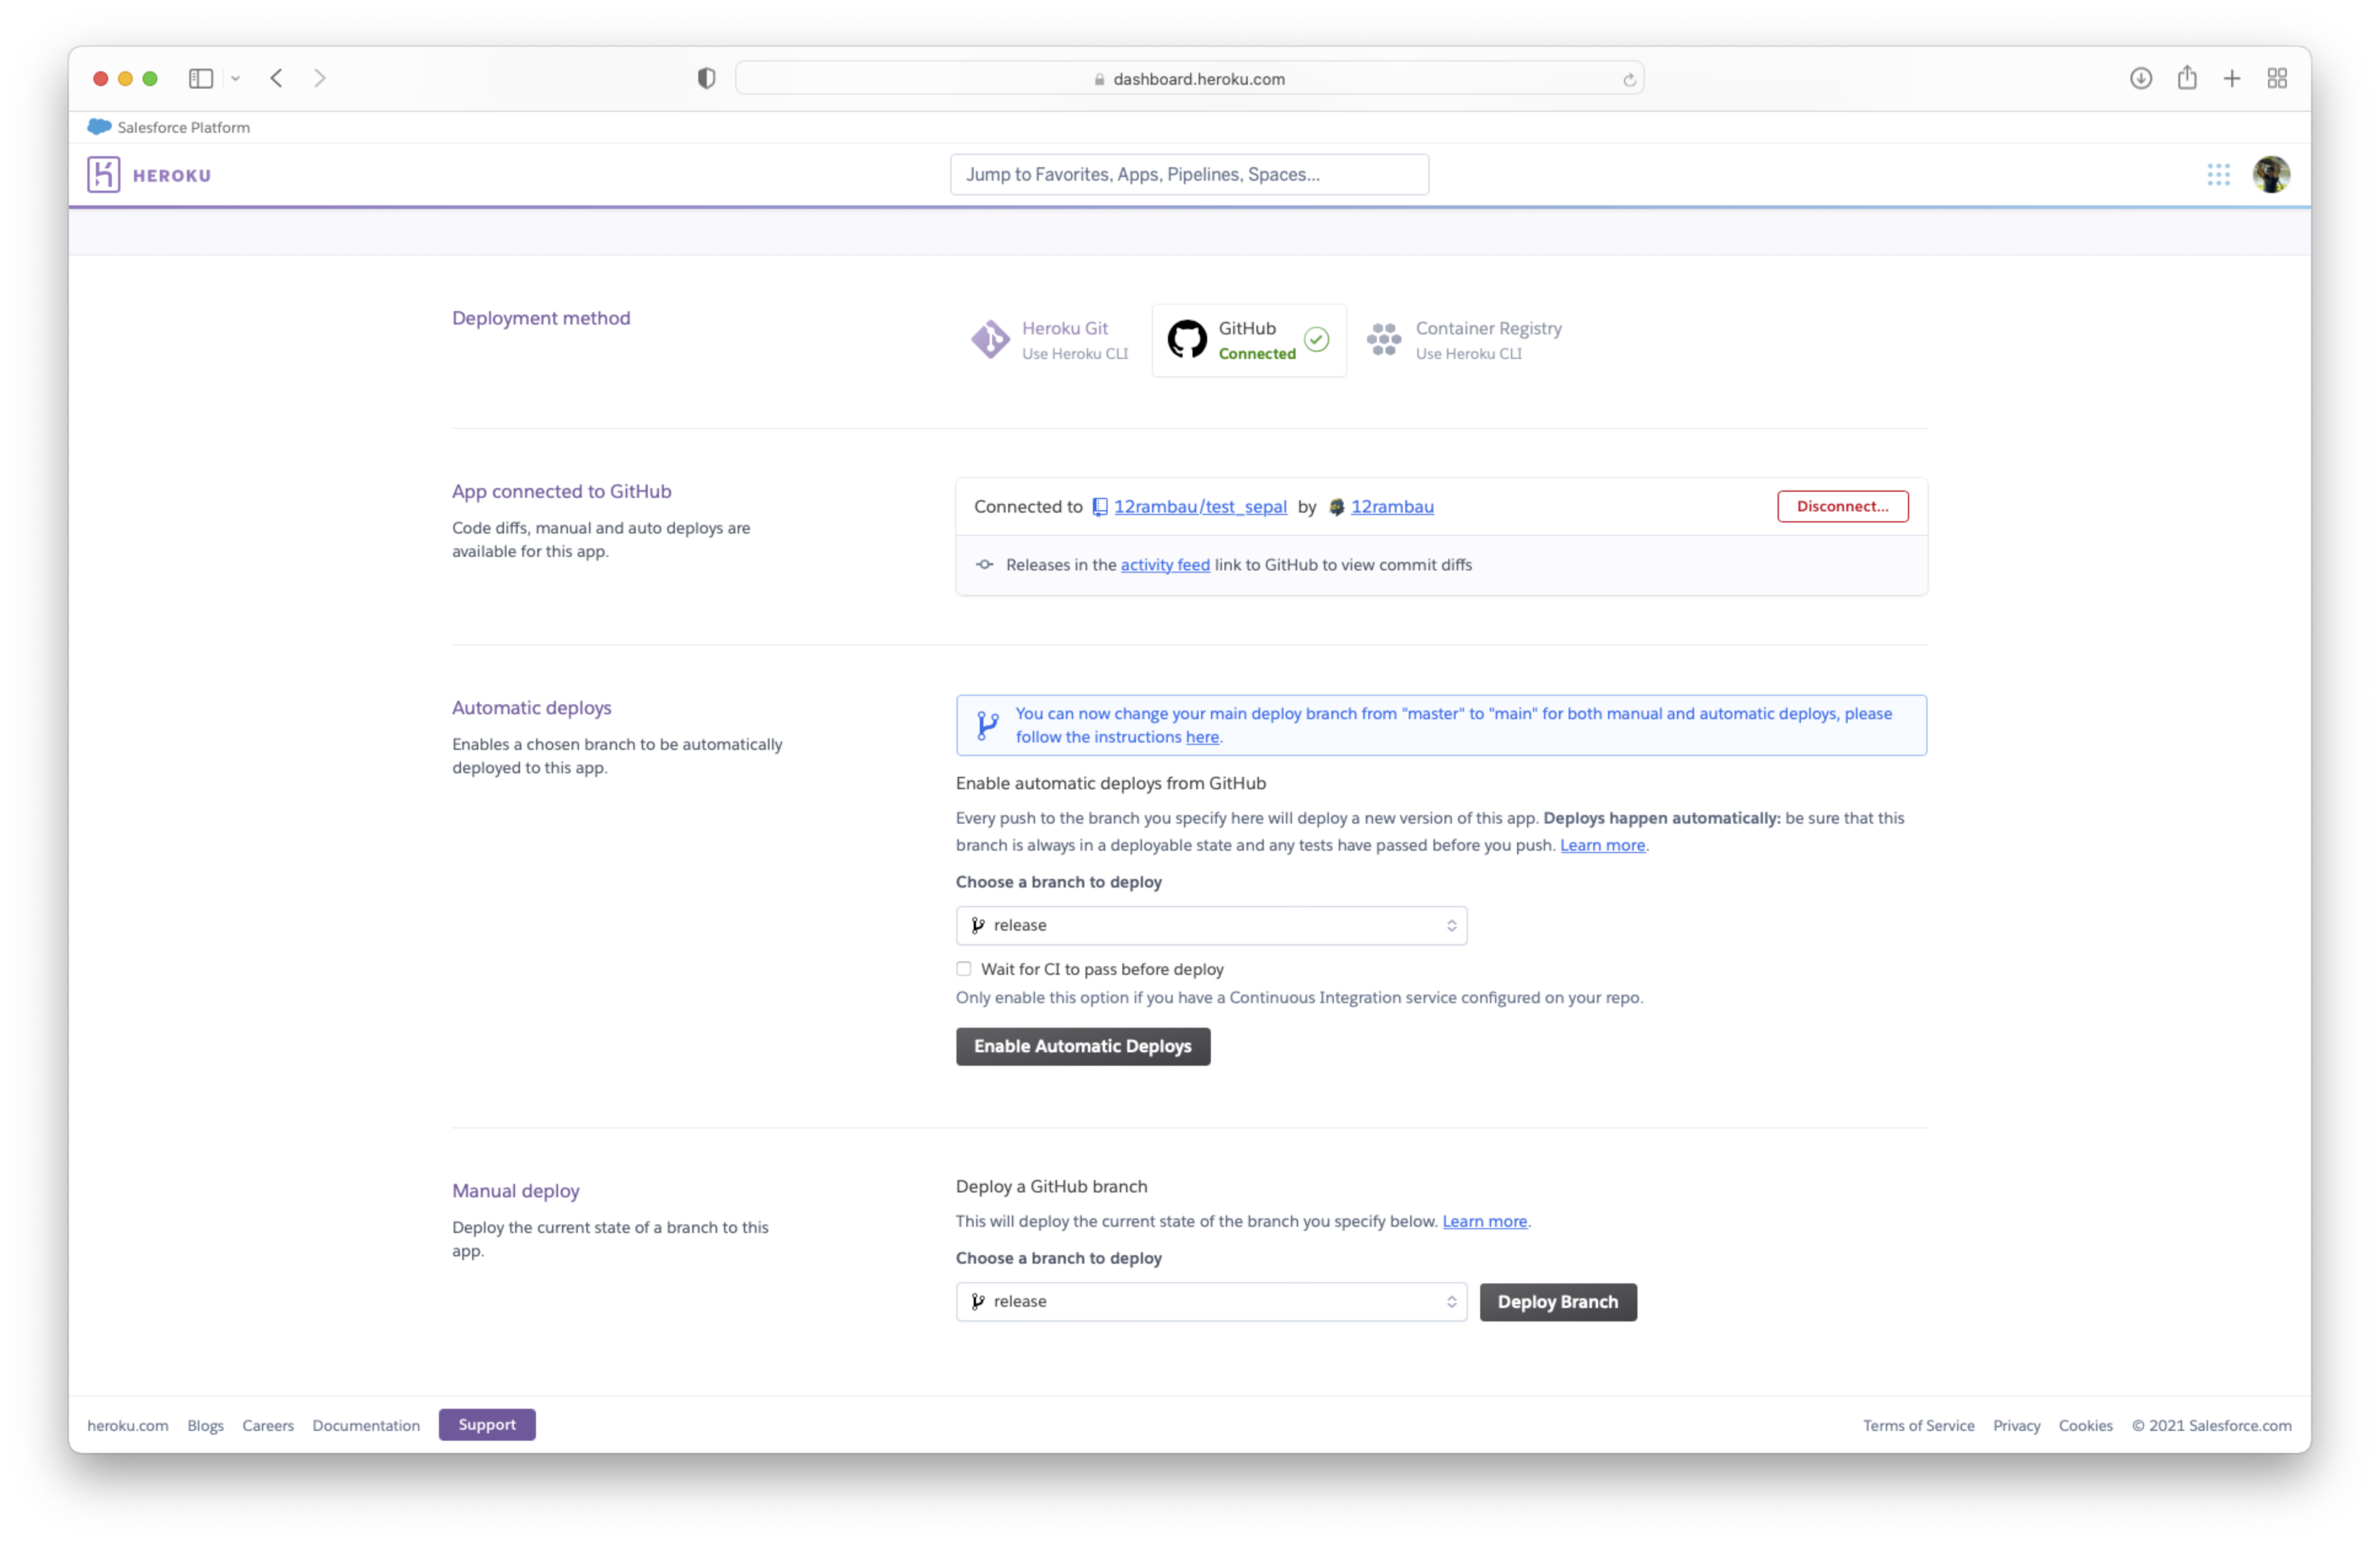 dashboard.heroku.com
Salesforce Platform
HEROKU
Jump to Favorites, Apps, Pipelines, Spaces...
Deployment method
Heroku Git
Use Heroku CLI
GitHub
Connected
Container Registry
Use Heroku CLI
App connected to GitHub
Code diffs, manual and auto deploys are
available for this app.
Connected to 12rambau/test_sepal by 12rambau
Disconnect...
Releases in the activity feed link to GitHub to view commit diffs
Automatic deploys
Enables a chosen branch to be automatically
deployed to this app.
You can now change your main deploy branch from "master" to "main" for both manual and automatic deploys, please
follow the instructions here.
Enable automatic deploys from GitHub
Every push to the branch you specify here will deploy a new version of this app. Deploys happen automatically: be sure that this
branch is always in a deployable state and any tests have passed before you push. Learn more.
Choose a branch to deploy
release
Wait for CI to pass before deploy
Only enable this option if you have a Continuous Integration service configured on your repo.
Enable Automatic Deploys
Manual deploy
Deploy the current state of a branch to this
app.
Deploy a GitHub branch
This will deploy the current state of the branch you specify below. Learn more.
Choose a branch to deploy
release
Deploy Branch
heroku.com Blogs Careers Documentation Support
Terms of Service Privacy Cookies © 2021 Salesforce.com